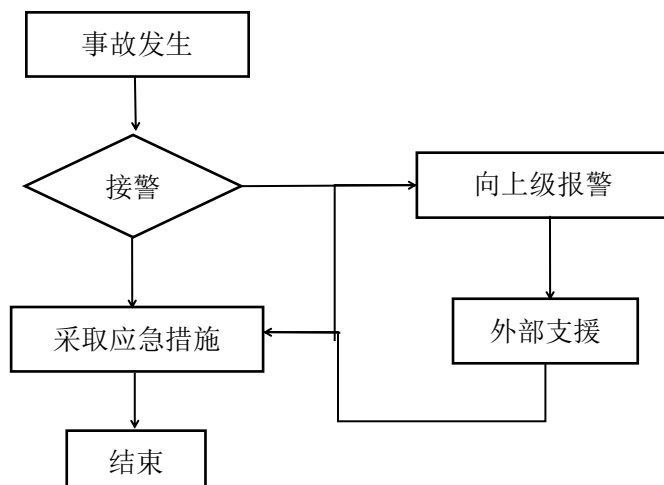 事故发生
接警
向上级报警
采取应急措施
外部支援
结束